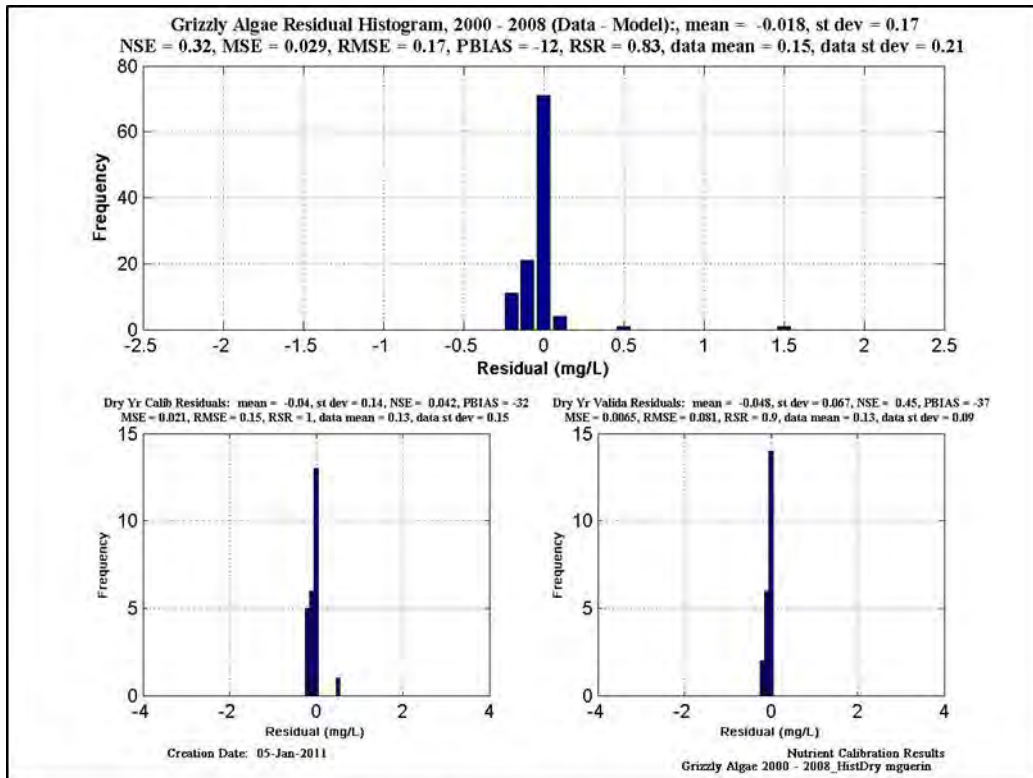 Grizzly Algae Residual Histogram, 2000 - 2008 (Data - Model):, mean = -0.018, st dev = 0.17
NSE = 0.32, MSE = 0.029, RMSE = 0.17, PBIAS = -12, RSR = 0.83, data mean = 0.15, data st dev = 0.21
80
60
40
20
0
Frequency
-2.5 -2 -1.5 -1 -0.5 0 0.5 1 1.5 2 2.5
Residual (mg/L)
Dry Yr Calib Residuals: mean = -0.04, st dev = 0.14, NSE = 0.042, PBIAS = -32
MSE = 0.021, RMSE = 0.15, RSR = 1, data mean = 0.13, data st dev = 0.15
15
10
5
0
Frequency
-4 -2 0 2 4
Residual (mg/L)
Dry Yr Valida Residuals: mean = -0.048, st dev = 0.067, NSE = 0.45, PBIAS = -37
MSE = 0.0065, RMSE = 0.081, RSR = 0.9, data mean = 0.13, data st dev = 0.09
15
10
5
0
Frequency
-4 -2 0 2 4
Residual (mg/L)
Creation Date: 05-Jan-2011
Nutrient Calibration Results
Grizzly Algae 2000 - 2008_HistDry mguerin